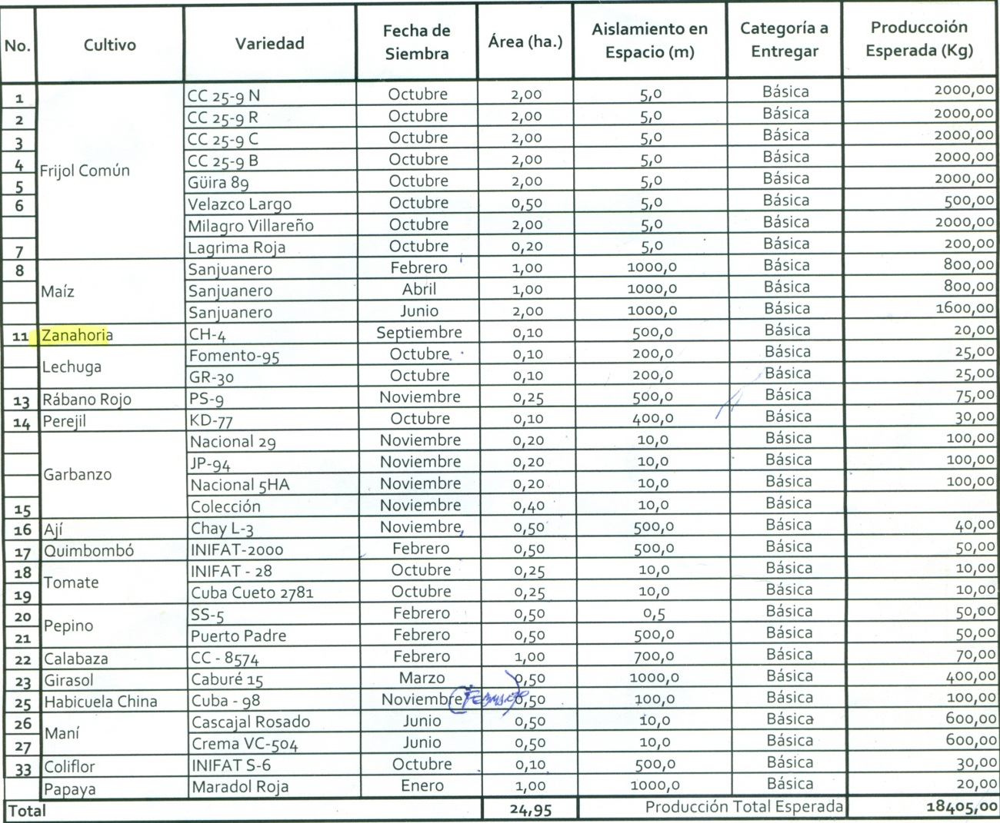 No. Cultivo Variedad Fecha de Siembra Área (ha.) Aislamiento en Espacio (m) Categoría a Entregar Produccoión Esperada (Kg)
1 Frijol Común CC 25-9 N Octubre 2,00 5,0 Básica 2000,00
2 CC 25-9 R Octubre 2,00 5,0 Básica 2000,00
3 CC 25-9 C Octubre 2,00 5,0 Básica 2000,00
4 CC 25-9 B Octubre 2,00 5,0 Básica 2000,00
5 Güira 89 Octubre 2,00 5,0 Básica 2000,00
6 Velazco Largo Octubre 0,50 5,0 Básica 500,00
Milagro Villareño Octubre 2,00 5,0 Básica 2000,00
7 Lagrima Roja Octubre 0,20 5,0 Básica 200,00
8 Maíz Sanjuanero Febrero 1,00 1000,0 Básica 800,00
Sanjuanero Abril 1,00 1000,0 Básica 800,00
Sanjuanero Junio 2,00 1000,0 Básica 1600,00
11 Zanahoria CH-4 Septiembre 0,10 500,0 Básica 20,00
Lechuga Fomento-95 Octubre 0,10 200,0 Básica 25,00
GR-30 Octubre 0,10 200,0 Básica 25,00
13 Rábano Rojo PS-9 Noviembre 0,25 500,0 Básica 75,00
14 Perejil KD-77 Octubre 0,10 400,0 Básica 30,00
Garbanzo Nacional 29 Noviembre 0,20 10,0 Básica 100,00
JP-94 Noviembre 0,20 10,0 Básica 100,00
Nacional 5HA Noviembre 0,20 10,0 Básica 100,00
15 Colección Noviembre 0,40 10,0 Básica
16 Ají Chay L-3 Noviembre 0,50 500,0 Básica 40,00
17 Quimbombó INIFAT-2000 Febrero 0,50 500,0 Básica 50,00
18 Tomate INIFAT - 28 Octubre 0,25 10,0 Básica 10,00
19 Cuba Cueto 2781 Octubre 0,25 10,0 Básica 10,00
20 Pepino SS-5 Febrero 0,50 0,5 Básica 50,00
21 Puerto Padre Febrero 0,50 500,0 Básica 50,00
22 Calabaza CC - 8574 Febrero 1,00 700,0 Básica 70,00
23 Girasol Caburé 15 Marzo 0,50 1000,0 Básica 400,00
25 Habicuela China Cuba - 98 Noviembre 0,50 100,0 Básica 100,00
26 Maní Cascajal Rosado Junio 0,50 10,0 Básica 600,00
27 Crema VC-504 Junio 0,50 10,0 Básica 600,00
33 Coliflor INIFAT S-6 Octubre 0,10 500,0 Básica 30,00
Papaya Maradol Roja Enero 1,00 1000,0 Básica 20,00
Total 24,95 Producción Total Esperada 18405,00